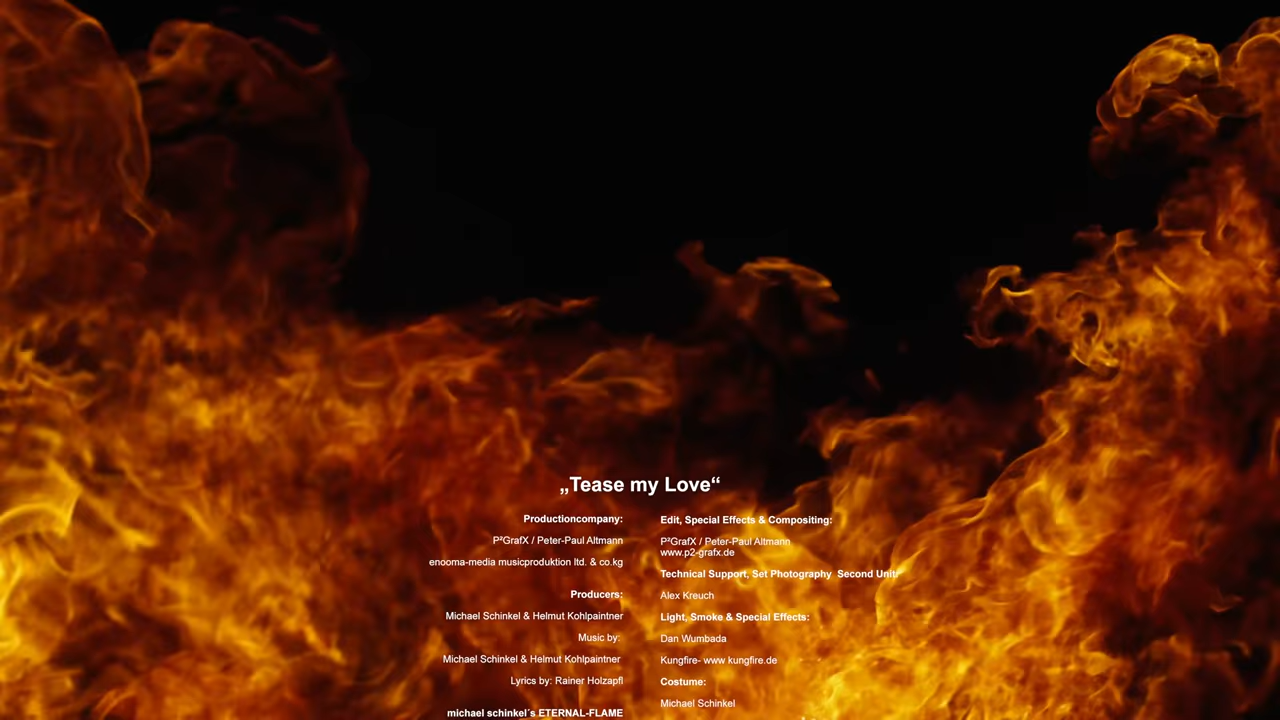 „Tease my Love“
Productioncompany:
P²GrafX / Peter-Paul Altmann
enooma-media musicproduktion ltd. & co.kg
Producers:
Michael Schinkel & Helmut Kohlpaintner
Music by:
Michael Schinkel & Helmut Kohlpaintner
Lyrics by: Rainer Holzapfl
michael schinkel´s ETERNAL-FLAME
Edit, Special Effects & Compositing:
P²GrafX / Peter-Paul Altmann
www.p2-grafx.de
Technical Support, Set Photography Second Unit:
Alex Kreuch
Light, Smoke & Special Effects:
Dan Wumbada
Kungfire- www kungfire.de
Costume:
Michael Schinkel